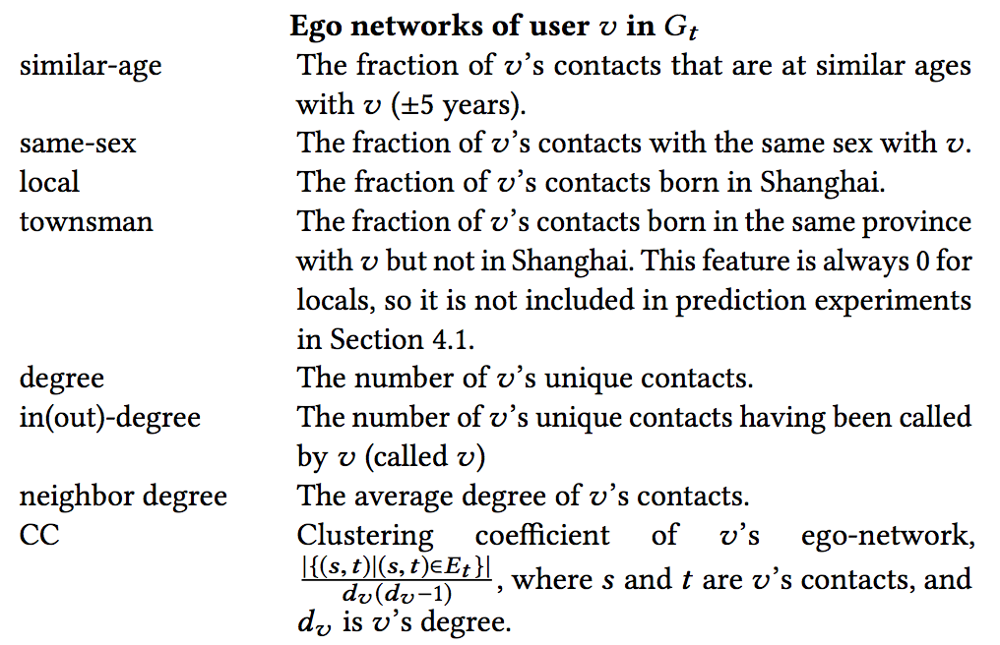 Ego networks of user v in G_t
similar-age The fraction of v's contacts that are at similar ages
with v (±5 years).
same-sex The fraction of v's contacts with the same sex with v.
local The fraction of v's contacts born in Shanghai.
townsman The fraction of v's contacts born in the same province
with v but not in Shanghai. This feature is always 0 for
locals, so it is not included in prediction experiments
in Section 4.1.
degree The number of v's unique contacts.
in(out)-degree The number of v's unique contacts having been called
by v (called v)
neighbor degree The average degree of v's contacts.
CC Clustering coefficient of v's ego-network,
|{(s,t)|(s,t)∈E_t}| / d_v(d_v−1), where s and t are v's contacts, and
d_v is v's degree.